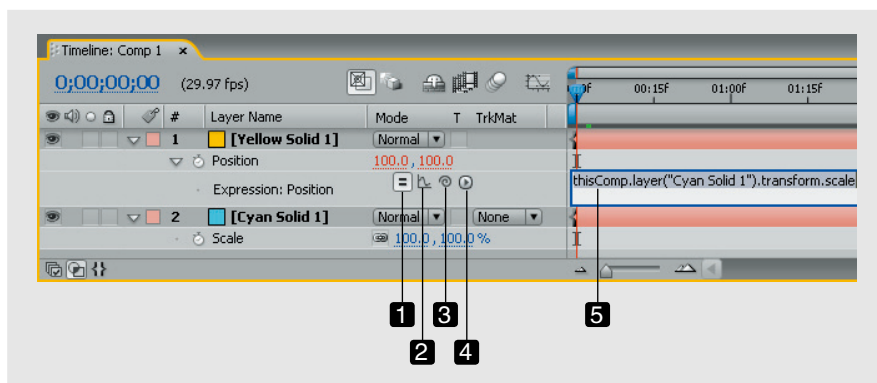 Timeline: Comp 1 x
0;00;00;00 (29.97 fps)
00:15f 01:00f 01:15f
# Layer Name Mode T TrkMat
1 [Yellow Solid 1] Normal
Position 100.0, 100.0
Expression: Position = thisComp.layer("Cyan Solid 1").transform.scale
2 [Cyan Solid 1] Normal None
Scale 100.0, 100.0 %
1 3 5
2 4